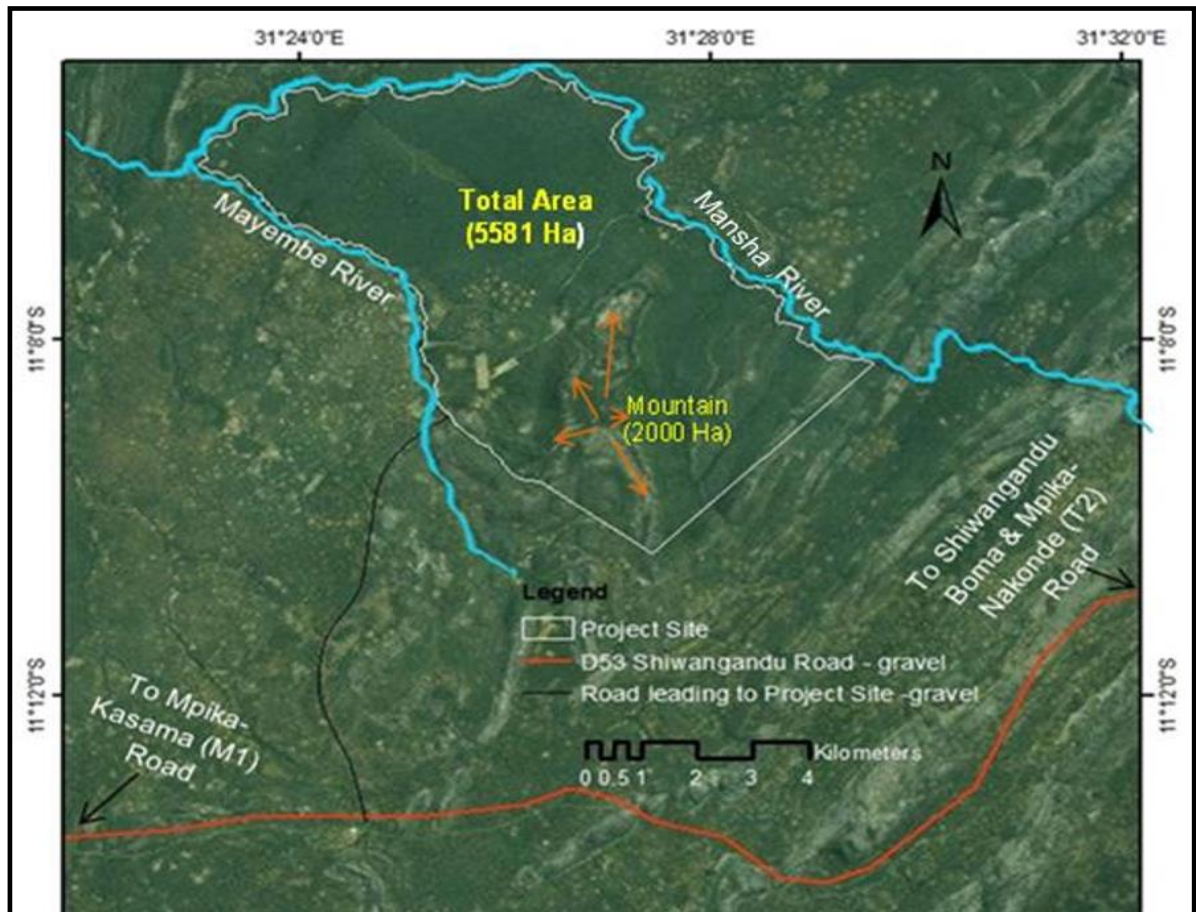 31°24'0"E
31°28'0"E
31°32'0"E
N
Total Area
(5581 Ha)
Mayembe River
Mansha River
11°8'0"S
11°8'0"S
Mountain
(2000 Ha)
To Shiwangandu
Boma & Mpika-
Nakonde (T2)
Road
Legend
Project Site
D53 Shiwangandu Road - gravel
Road leading to Project Site -gravel
11°12'0"S
11°12'0"S
To Mpika-
Kasama (M1)
Road
Kilometers
0 0.5 1 2 3 4